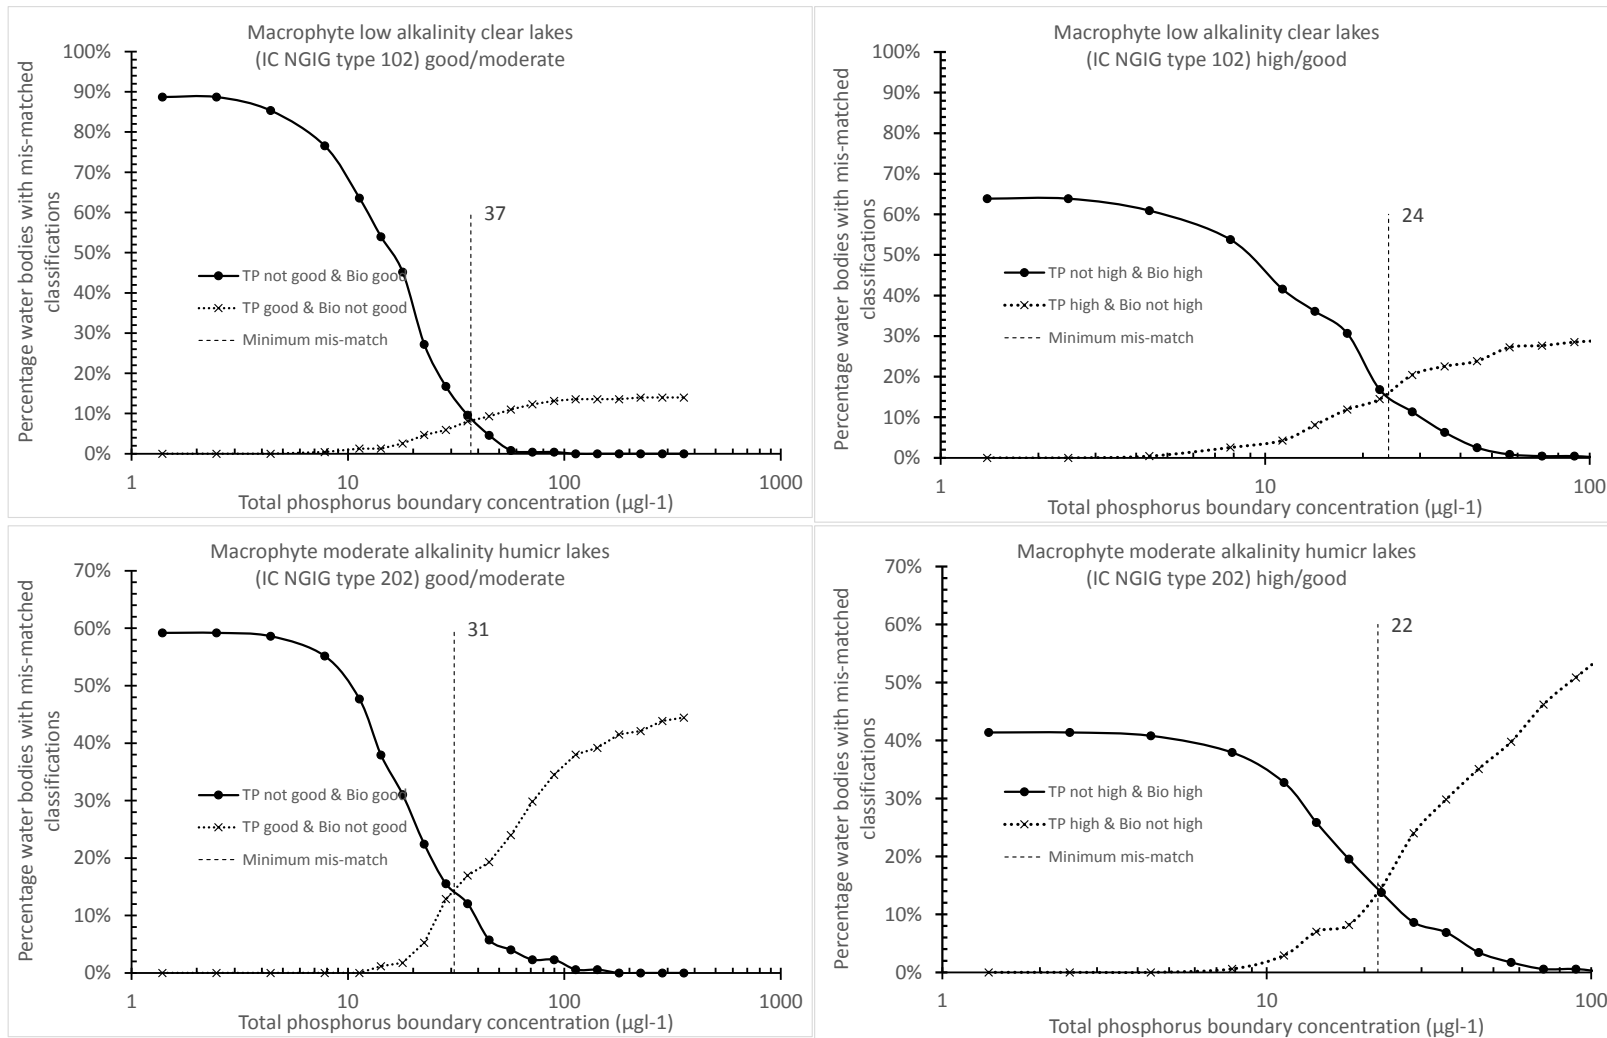 Macrophyte low alkalinity clear lakes
(IC NGIG type 102) good/moderate
Percentage water bodies with mis-matched
classifications
100%
90%
80%
70%
60%
50%
40%
30%
20%
10%
0%
37
TP not good & Bio good
TP good & Bio not good
Minimum mis-match
1 10 100 1000
Total phosphorus boundary concentration (µgl-1)
Macrophyte low alkalinity clear lakes
(IC NGIG type 102) high/good
Percentage water bodies with mis-matched
classifications
100%
90%
80%
70%
60%
50%
40%
30%
20%
10%
0%
24
TP not high & Bio high
TP high & Bio not high
Minimum mis-match
1 10 100
Total phosphorus boundary concentration (µgl-1)
Macrophyte moderate alkalinity humicr lakes
(IC NGIG type 202) good/moderate
Percentage water bodies with mis-matched
classifications
70%
60%
50%
40%
30%
20%
10%
0%
31
TP not good & Bio good
TP good & Bio not good
Minimum mis-match
1 10 100 1000
Total phosphorus boundary concentration (µgl-1)
Macrophyte moderate alkalinity humicr lakes
(IC NGIG type 202) high/good
Percentage water bodies with mis-matched
classifications
70%
60%
50%
40%
30%
20%
10%
0%
22
TP not high & Bio high
TP high & Bio not high
Minimum mis-match
1 10 100
Total phosphorus boundary concentration (µgl-1)